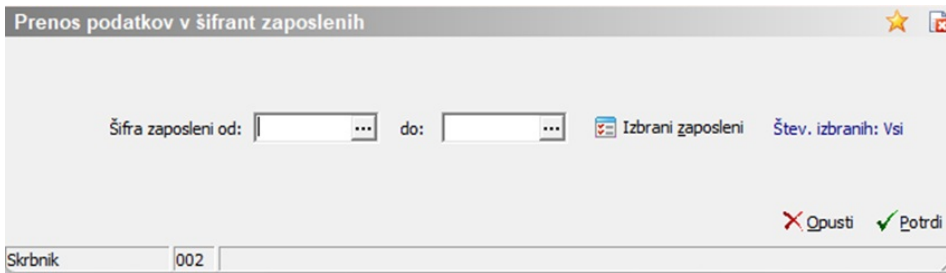 Prenos podatkov v šifrant zaposlenih
Šifra zaposleni od: ... do: ... Izbrani zaposleni Štev. izbranih: Vsi
Opusti Potrdi
Skrbnik 002